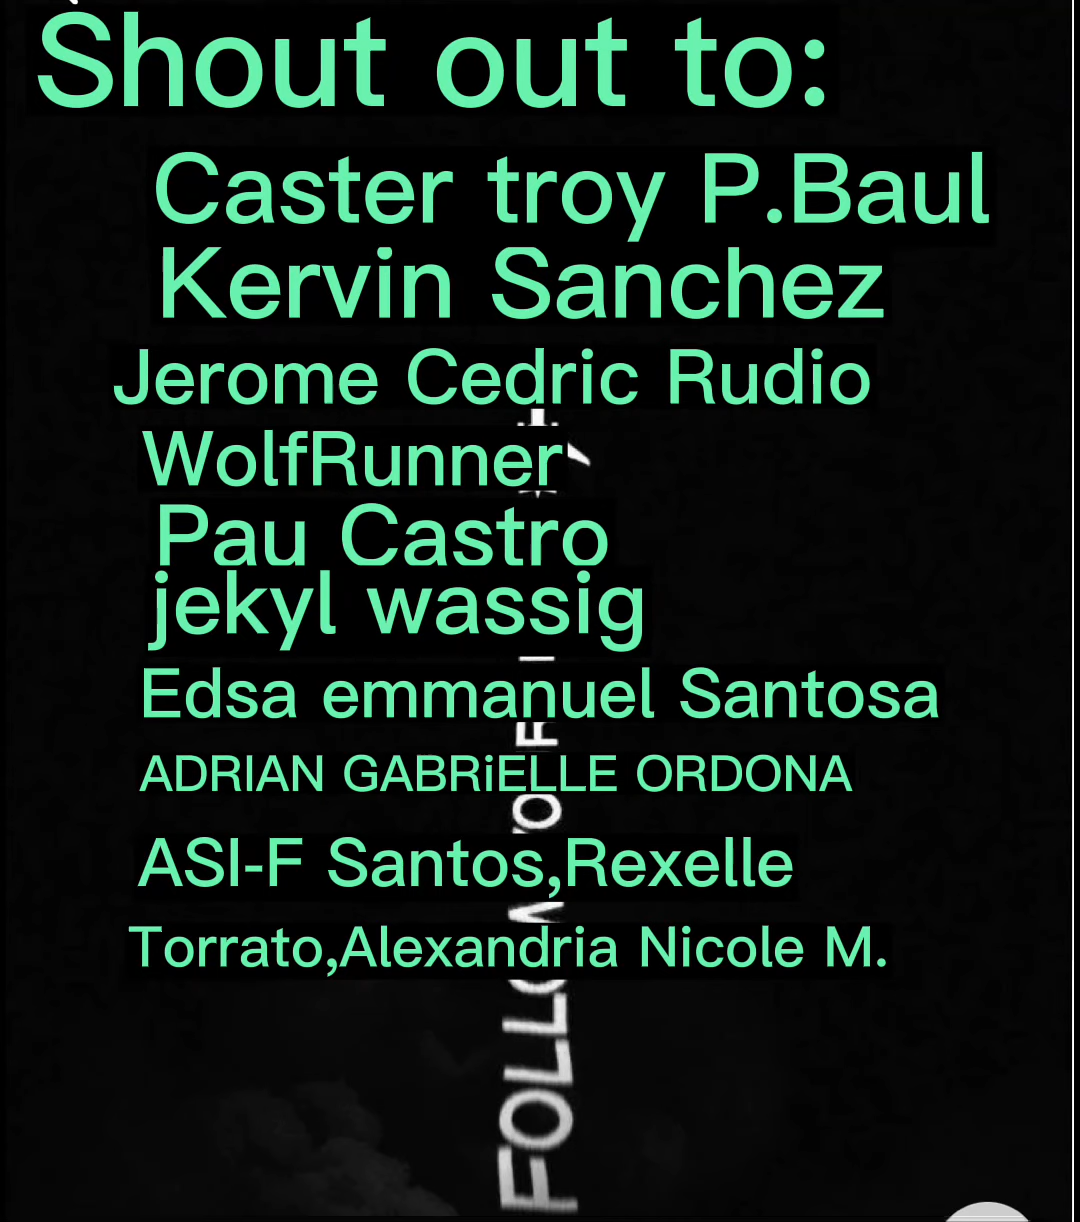 Shout out to:
Caster troy P.Baul
Kervin Sanchez
Jerome Cedric Rudio
WolfRunner
Pau Castro
jekyl wassig
Edsa emmanuel Santosa
ADRIAN GABRiELLE ORDONA
ASI-F Santos,Rexelle
Torrato,Alexandria Nicole M.